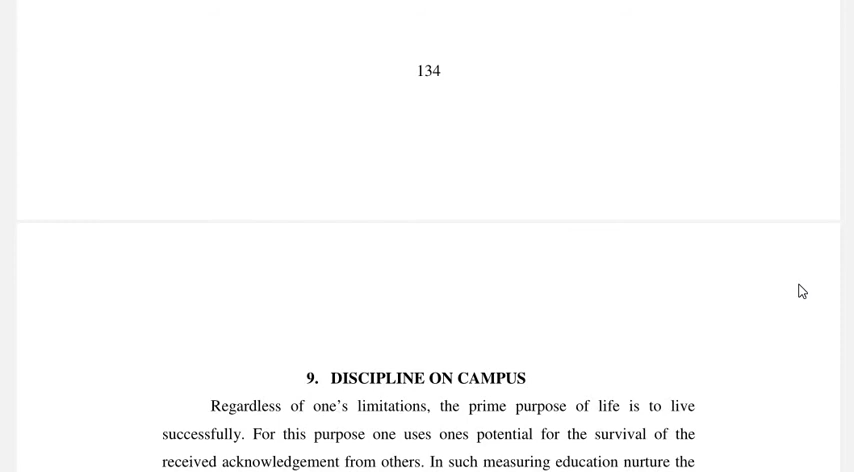 134
9. DISCIPLINE ON CAMPUS
Regardless of one’s limitations, the prime purpose of life is to live
successfully. For this purpose one uses ones potential for the survival of the
received acknowledgement from others. In such measuring education nurture the